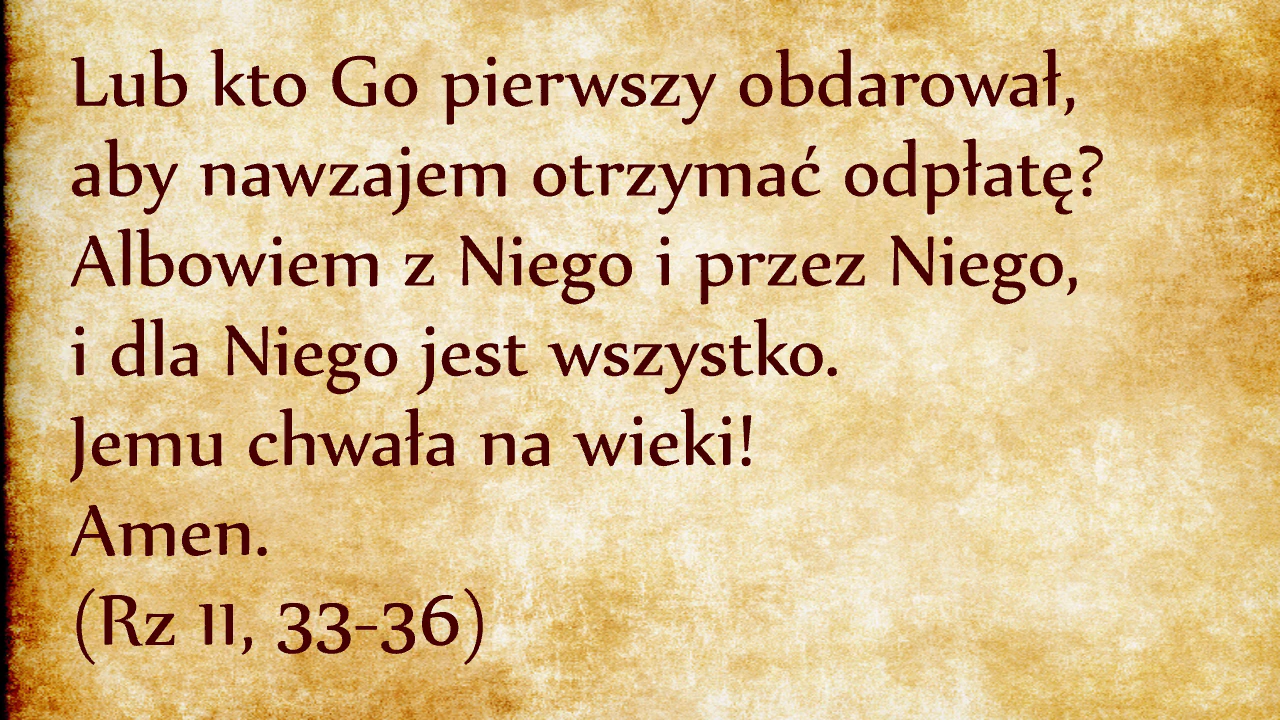 Lub kto Go pierwszy obdarował,
aby nawzajem otrzymać odpłatę?
Albowiem z Niego i przez Niego,
i dla Niego jest wszystko.
Jemu chwała na wieki!
Amen.
(Rz 11, 33-36)